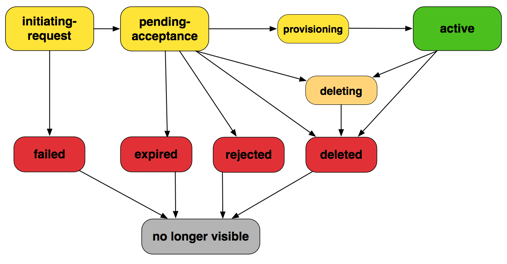 initiating-
request
pending-
acceptance
provisioning
active
deleting
failed
expired
rejected
deleted
no longer visible